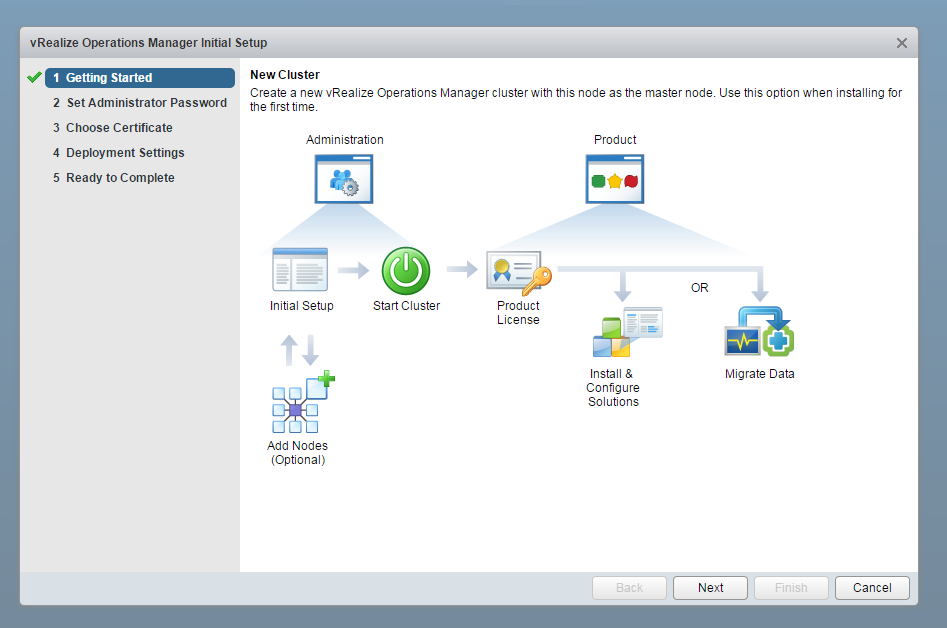 vRealize Operations Manager Initial Setup
1 Getting Started
2 Set Administrator Password
3 Choose Certificate
4 Deployment Settings
5 Ready to Complete
New Cluster
Create a new vRealize Operations Manager cluster with this node as the master node. Use this option when installing for
the first time.
Administration
Product
Initial Setup
Start Cluster
Product
License
OR
Install &
Configure
Solutions
Migrate Data
Add Nodes
(Optional)
Back
Next
Finish
Cancel